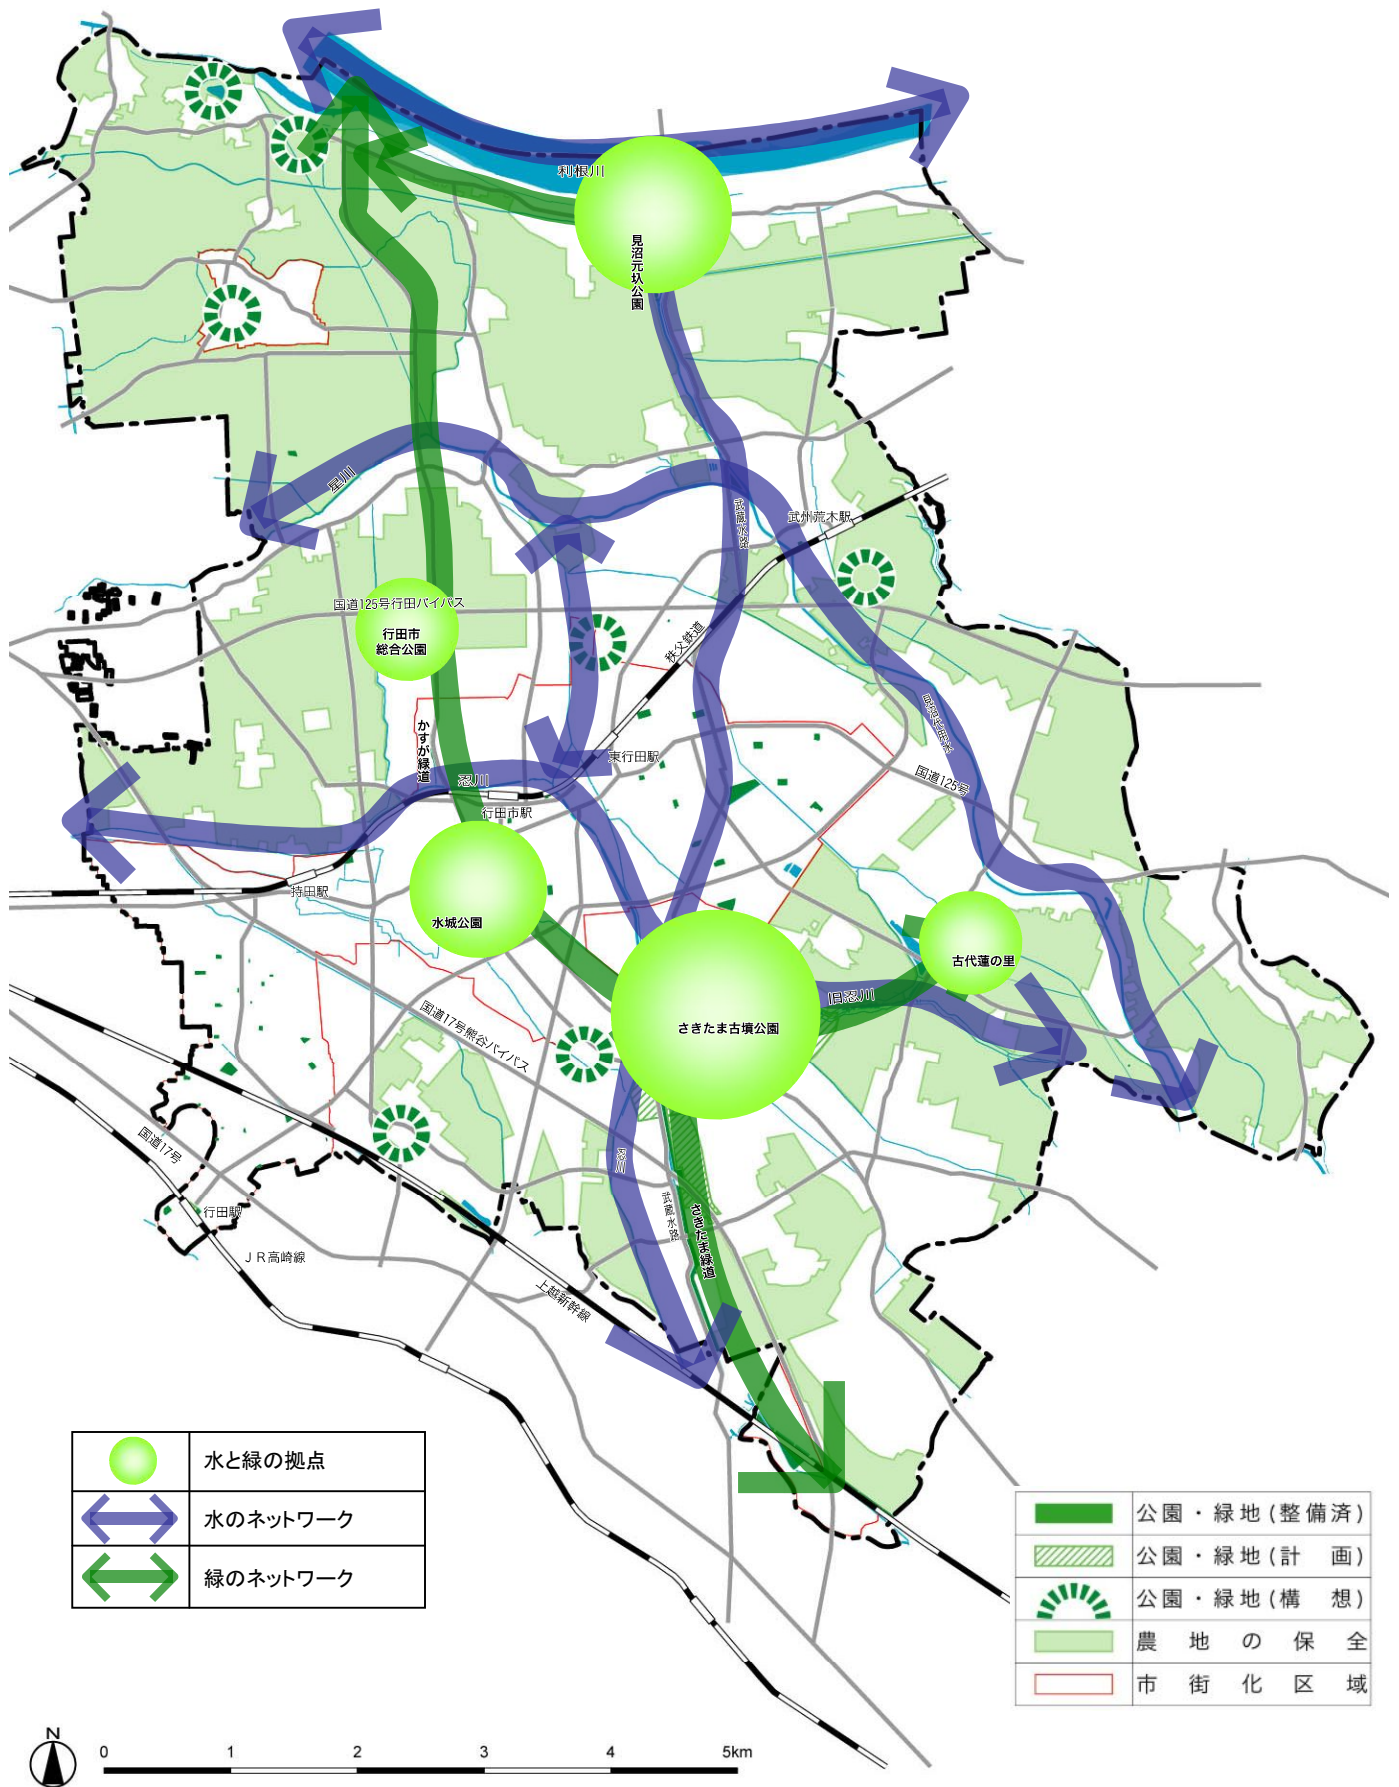 利根川
見沼元圦公園
星川
武蔵水路
武州荒木駅
国道125号行田バイパス
行田市
総合公園
秩父鉄道
かすが緑道
忍川
東行田駅
行田市駅
国道125号
持田駅
水城公園
古代蓮の里
旧忍川
さきたま古墳公園
国道17号熊谷バイパス
国道17号
忍川
武蔵水路
さきたま緑道
行田駅
JR高崎線
上越新幹線
水と緑の拠点
水のネットワーク
緑のネットワーク
公園・緑地(整備済)
公園・緑地(計　画)
公園・緑地(構　想)
農地の保全
市街化区域
N
0 1 2 3 4 5km